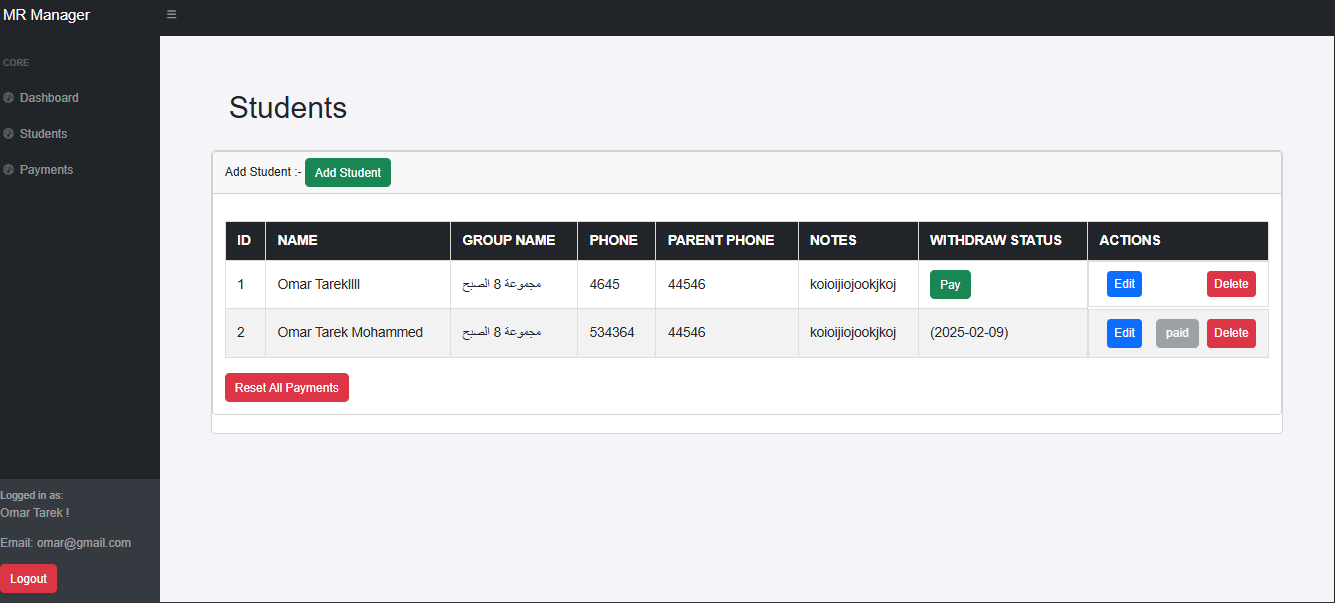 MR Manager
CORE
Dashboard
Students
Payments
Logged in as:
Omar Tarek !
Email: omar@gmail.com
Logout
Students
Add Student :- Add Student
ID NAME GROUP NAME PHONE PARENT PHONE NOTES WITHDRAW STATUS ACTIONS
1 Omar Tarekllll مجموعة 8 الصبح 4645 44546 koioijiojookjkoj Pay Edit Delete
2 Omar Tarek Mohammed مجموعة 8 الصبح 534364 44546 koioijiojookjkoj (2025-02-09) Edit paid Delete
Reset All Payments